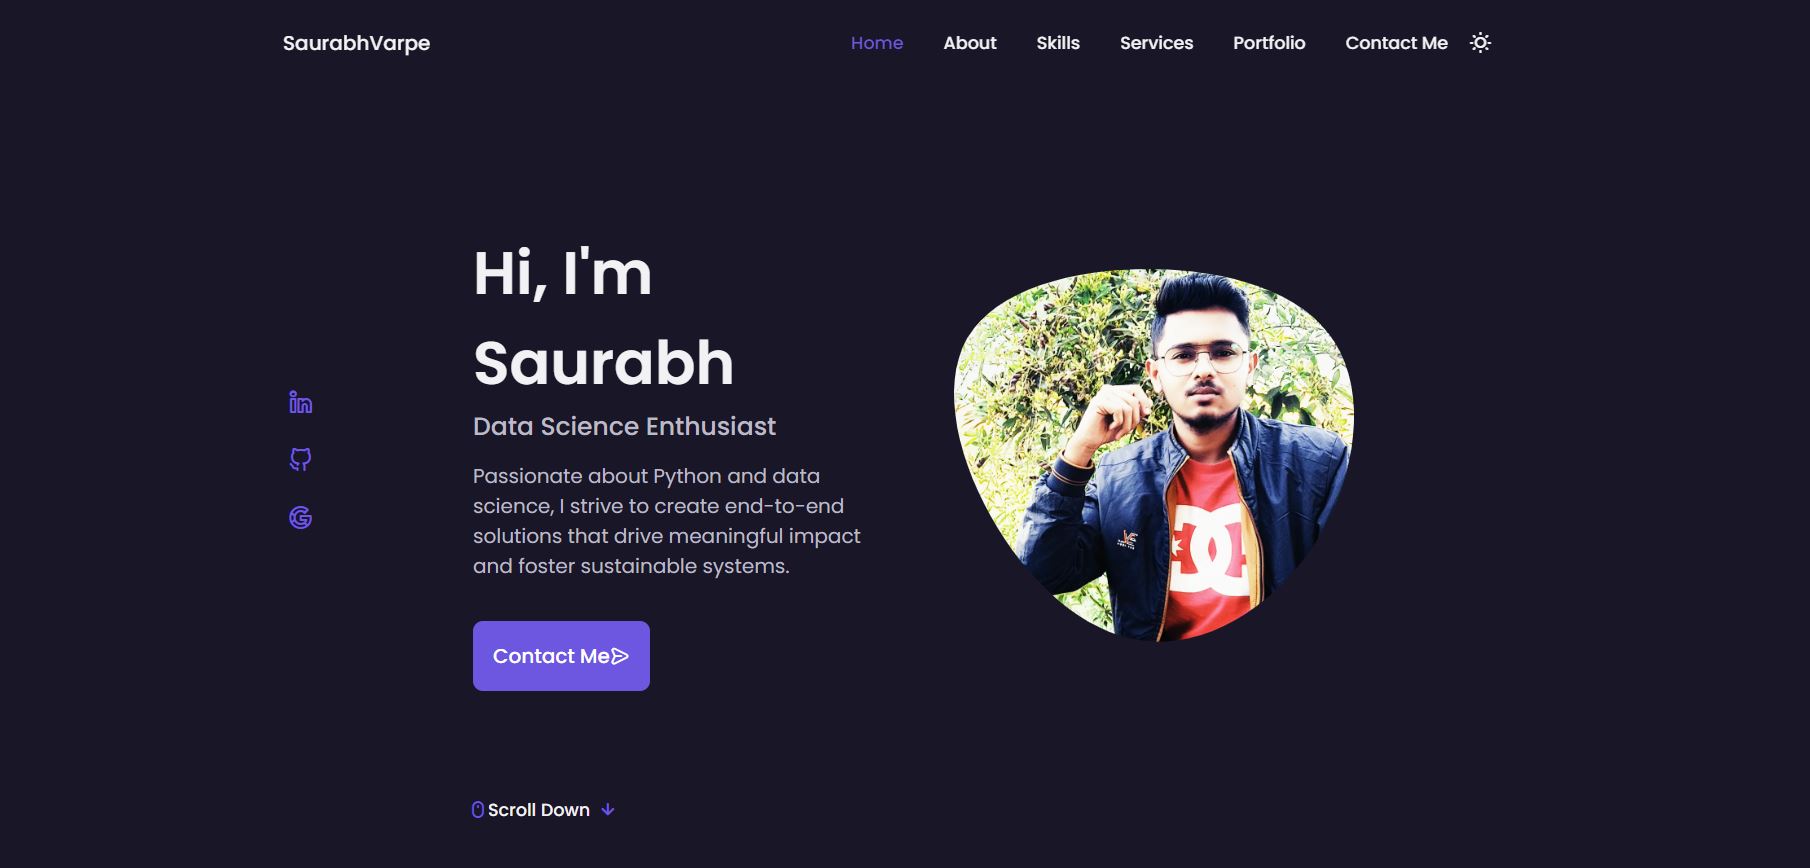 SaurabhVarpe
Home About Skills Services Portfolio Contact Me
Hi, I'm
Saurabh
Data Science Enthusiast
Passionate about Python and data
science, I strive to create end-to-end
solutions that drive meaningful impact
and foster sustainable systems.
Contact Me
Scroll Down